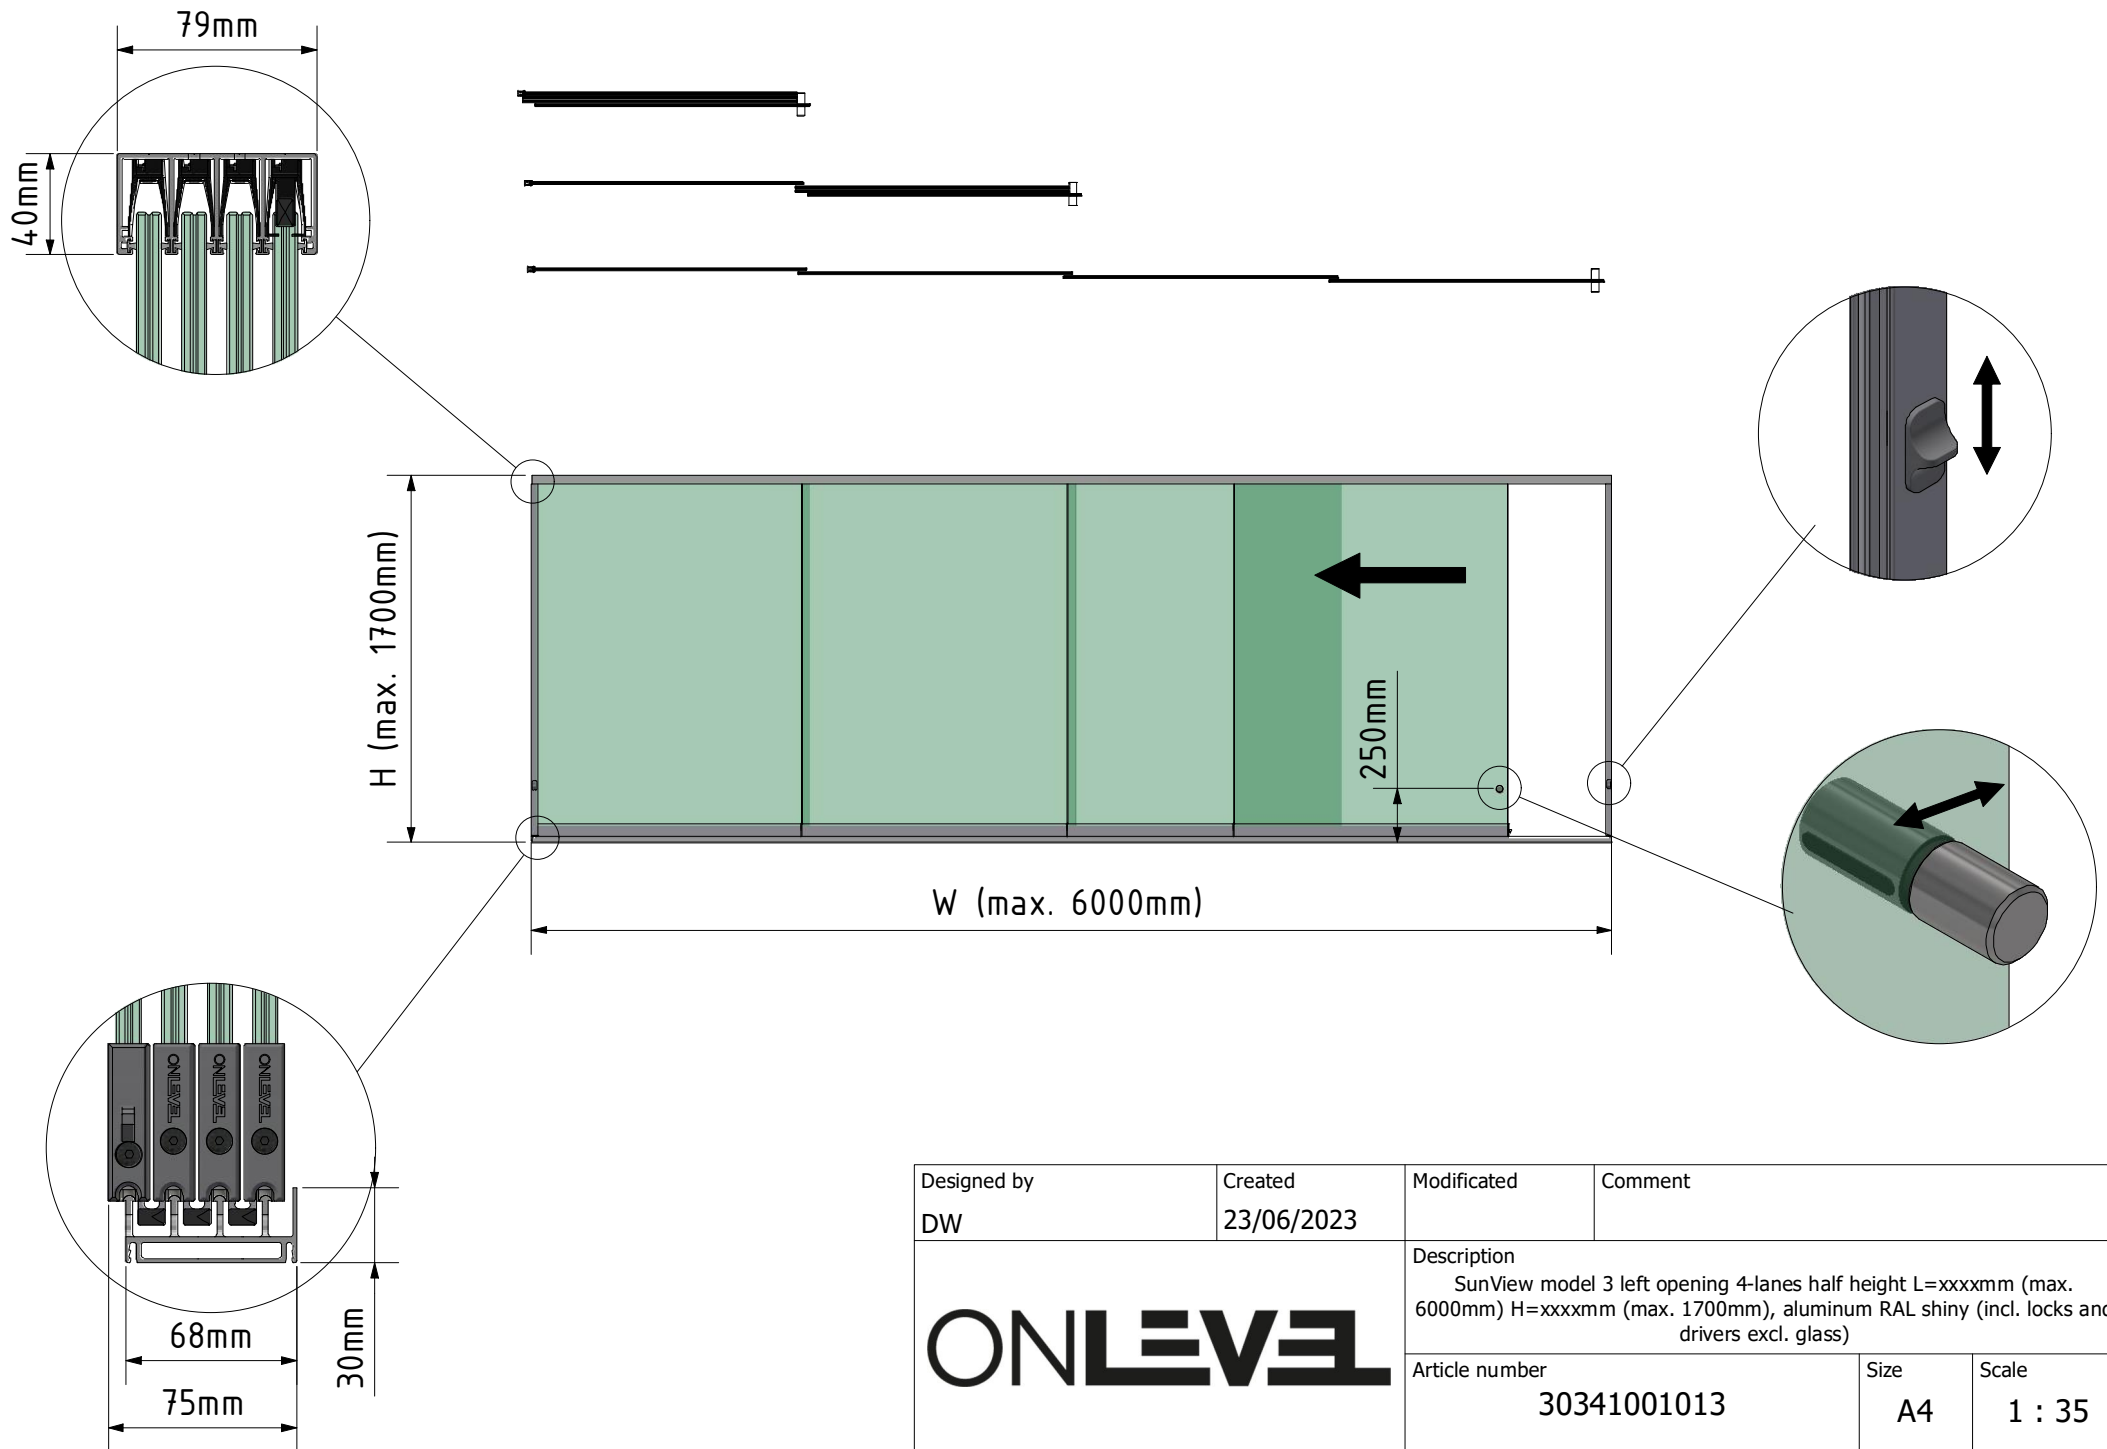 79mm
40mm
H (max. 1700mm)
250mm
W (max. 6000mm)
ONLEVEL
ONLEVEL
ONLEVEL
30mm
68mm
75mm
Designed by
DW
Created
23/06/2023
Modificated
Comment
ONLEVEL
Description
SunView model 3 left opening 4-lanes half height L=xxxxmm (max.
6000mm) H=xxxxmm (max. 1700mm), aluminum RAL shiny (incl. locks and
drivers excl. glass)
Article number
30341001013
Size
A4
Scale
1 : 35